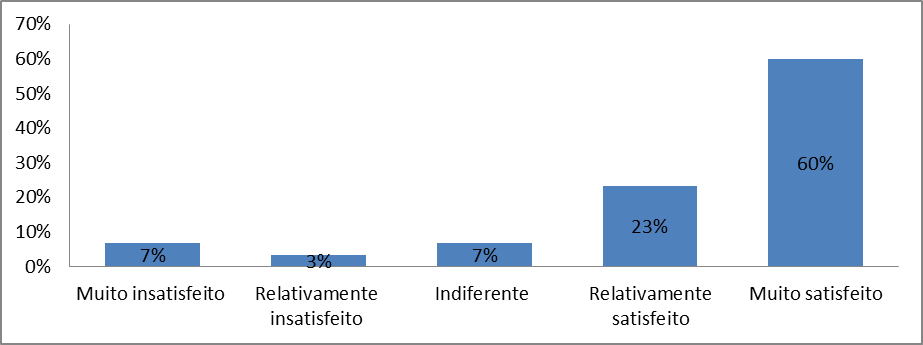 70%
60%
50%
40%
30%
20%
10%
0%
7%
3%
7%
23%
60%
Muito insatisfeito
Relativamente
insatisfeito
Indiferente
Relativamente
satisfeito
Muito satisfeito